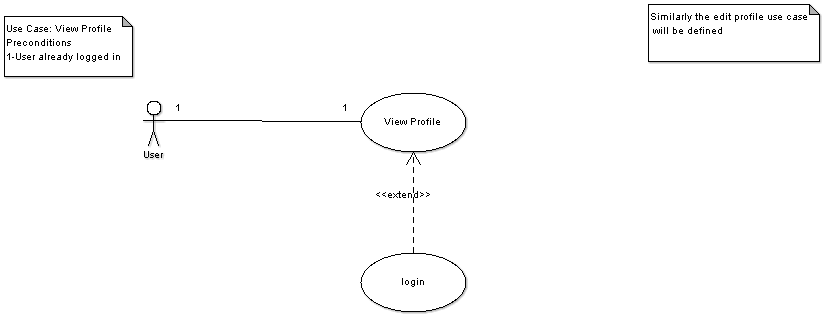 Use Case: View Profile
Preconditions
1-User already logged in
Similarly the edit profile use case
will be defined
1
1
View Profile
User
<<extend>>
login